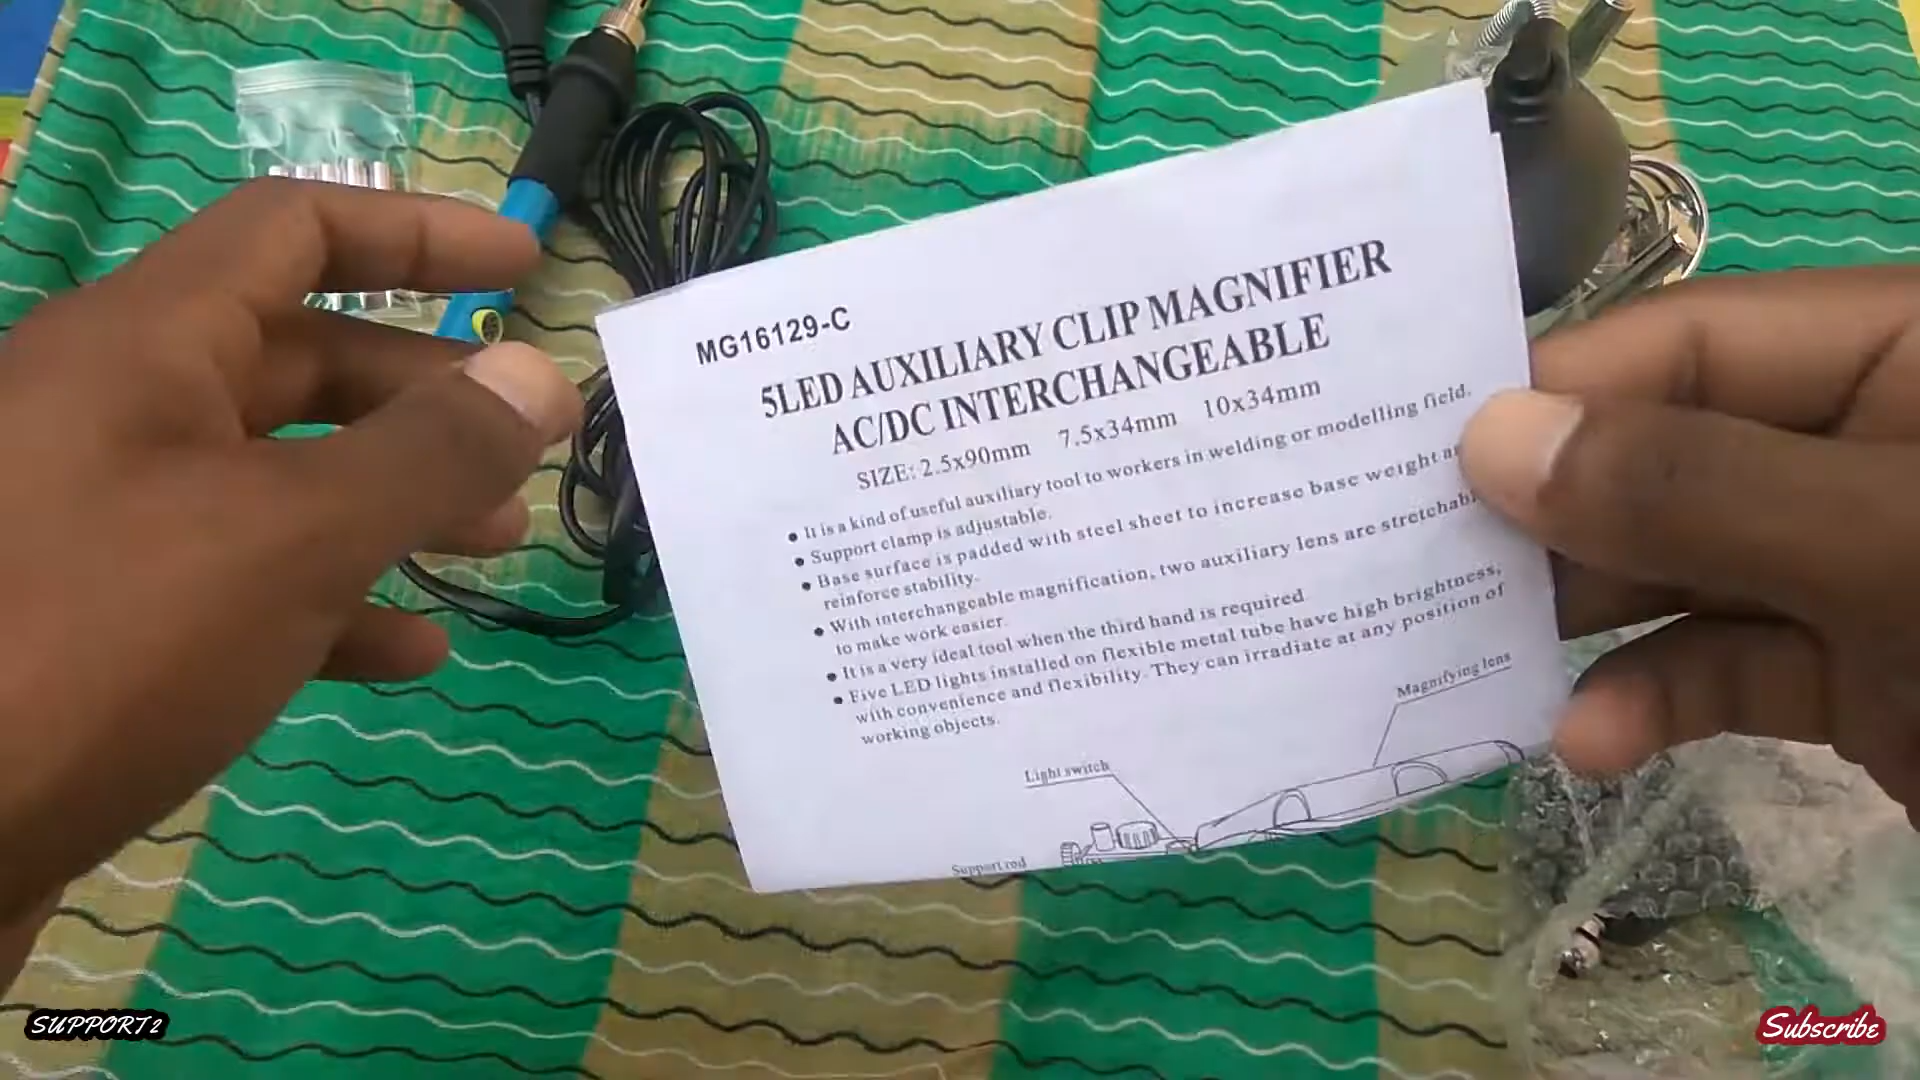 MG16129-C
5LED AUXILIARY CLIP MAGNIFIER
AC/DC INTERCHANGEABLE
SIZE: 2.5x90mm 7.5x34mm 10x34mm
• It is a kind of useful auxiliary tool to workers in welding or modelling field.
• Support clamp is adjustable.
• Base surface is padded with steel sheet to increase base weight
reinforce stability.
• With interchangeable magnification, two auxiliary lens are
to make work easier.
• It is a very ideal tool when the third hand is required
• Five LED lights installed on flexible metal tube have high brightness,
with convenience and flexibility. They can irradiate at any position of
working objects.
Magnifying lens
Light switch
Support rod
SUPPORT2
Subscribe